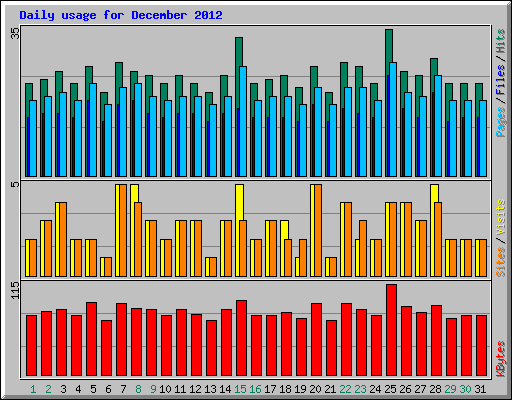 Daily usage for December 2012
35
Pages / Files / Hits
5
Sites / Visits
115
KBytes
1 2 3 4 5 6 7 8 9 10 11 12 13 14 15 16 17 18 19 20 21 22 23 24 25 26 27 28 29 30 31